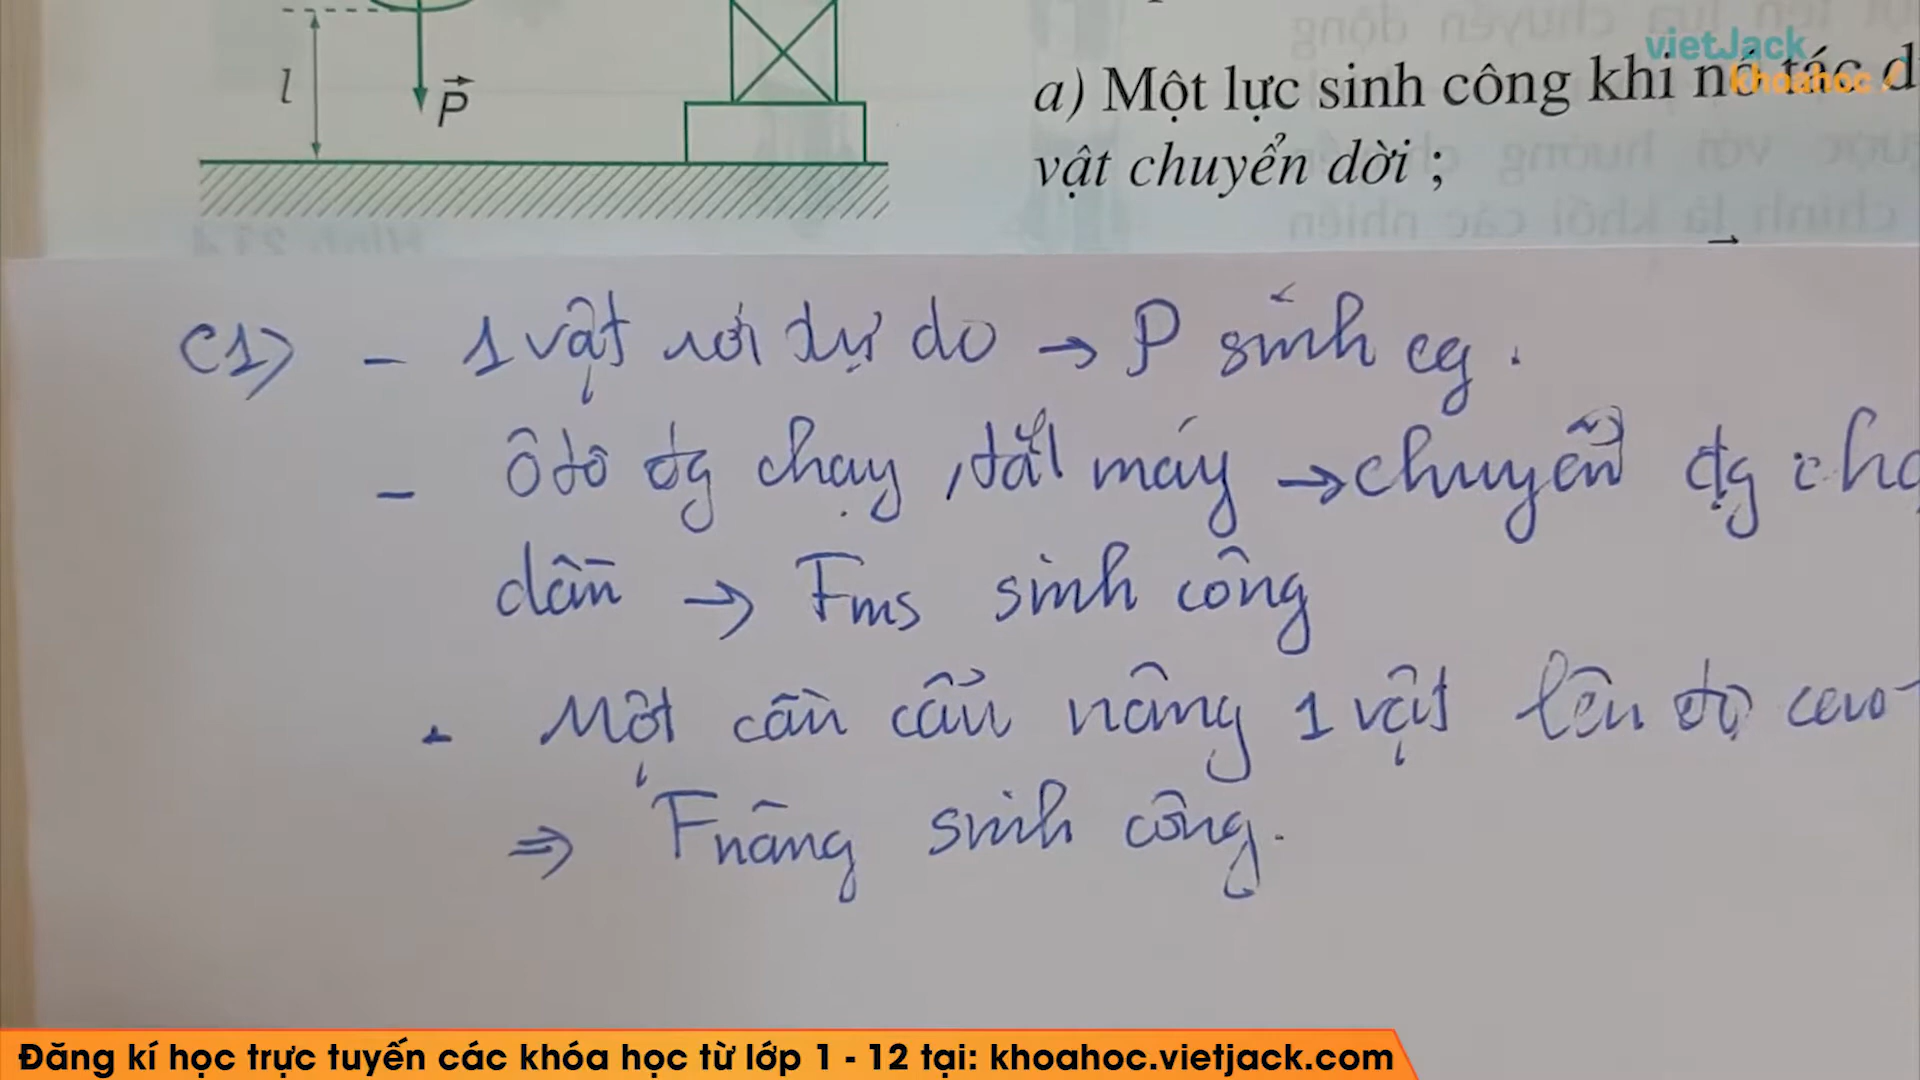 vietJack
khoahoc
l
P
a) Một lực sinh công khi nó tác
vật chuyển dời ;
C1) - 1 vật rơi tự do → P sinh cg.
- Ô tô đg chạy, tắt máy → chuyển đg
dần → Fms sinh công
- Một cần cẩu nâng 1 vật lên độ cao
⇒ Fnâng sinh công.
Đăng kí học trực tuyến các khóa học từ lớp 1 - 12 tại: khoahoc.vietjack.com